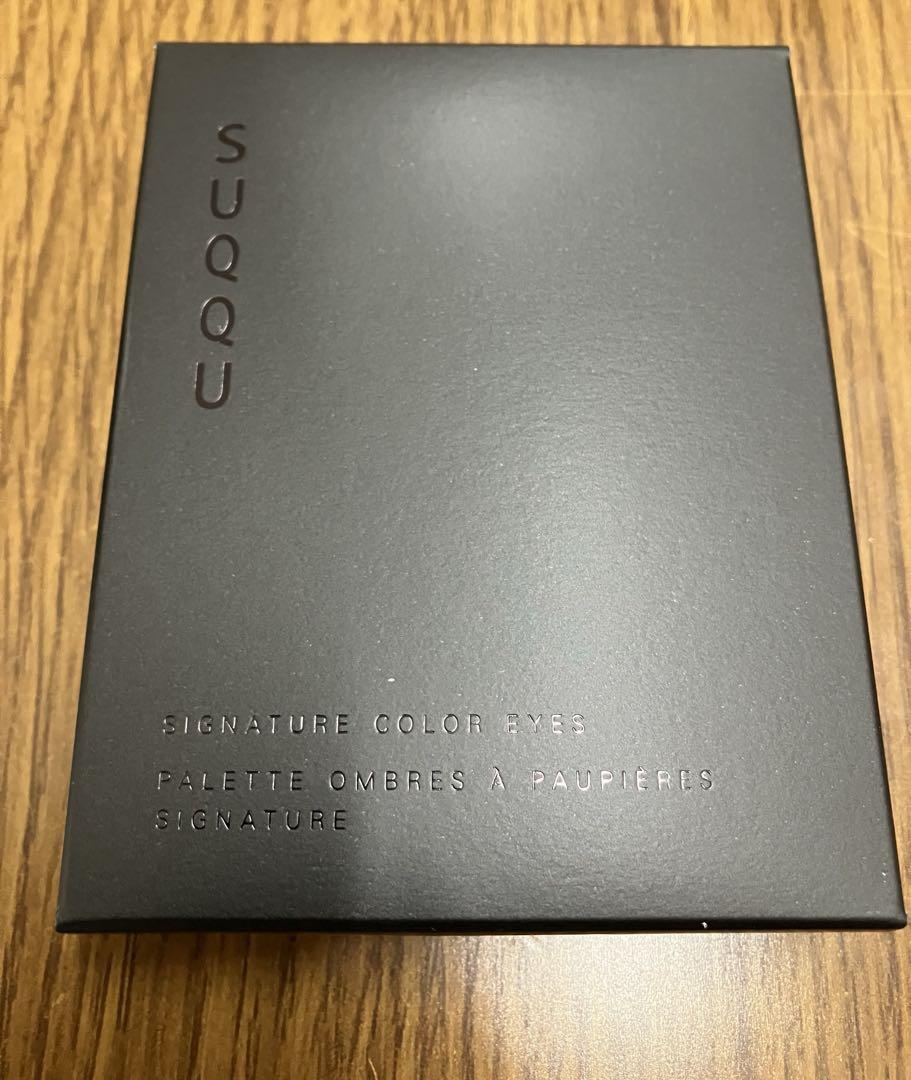 SUQQU
SIGNATURE COLOR EYES
PALETTE OMBRES À PAUPIÈRES
SIGNATURE